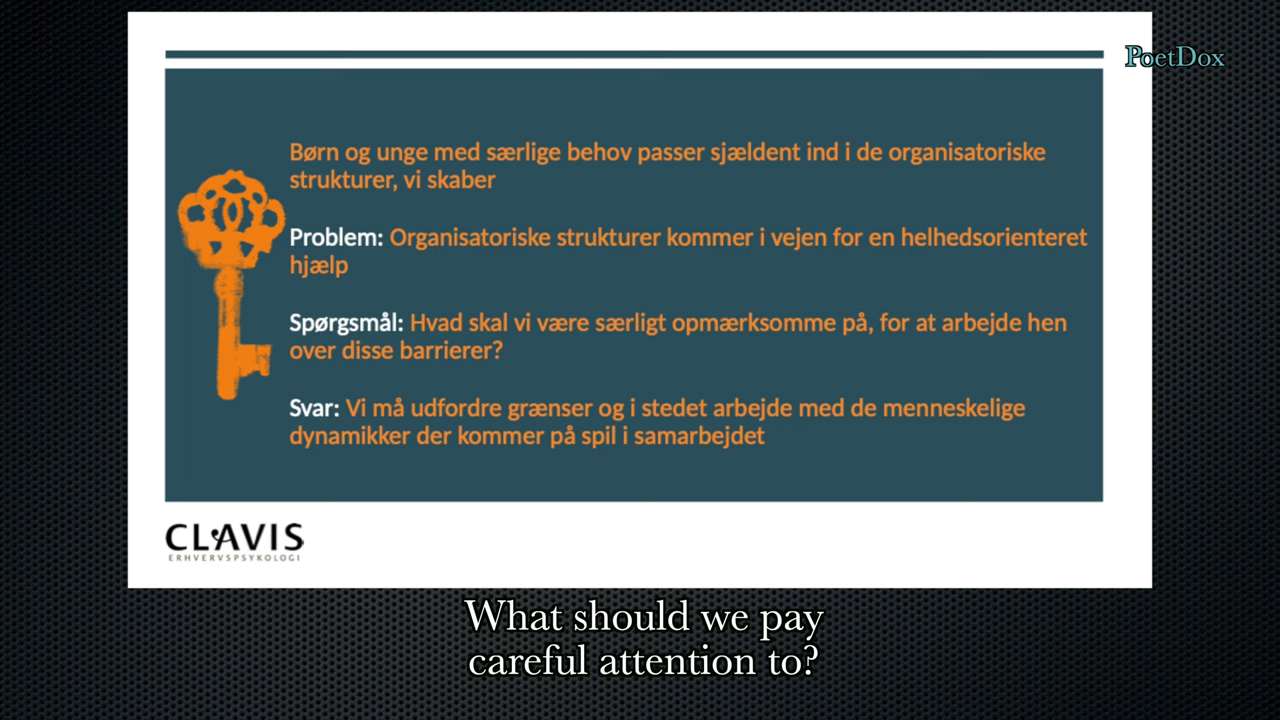 PoetDox
Børn og unge med særlige behov passer sjældent ind i de organisatoriske
strukturer, vi skaber
Problem: Organisatoriske strukturer kommer i vejen for en helhedsorienteret
hjælp
Spørgsmål: Hvad skal vi være særligt opmærksomme på, for at arbejde hen
over disse barrierer?
Svar: Vi må udfordre grænser og i stedet arbejde med de menneskelige
dynamikker der kommer på spil i samarbejdet
CLAVIS
ERHVERVSPSYKOLOGI
What should we pay
careful attention to?